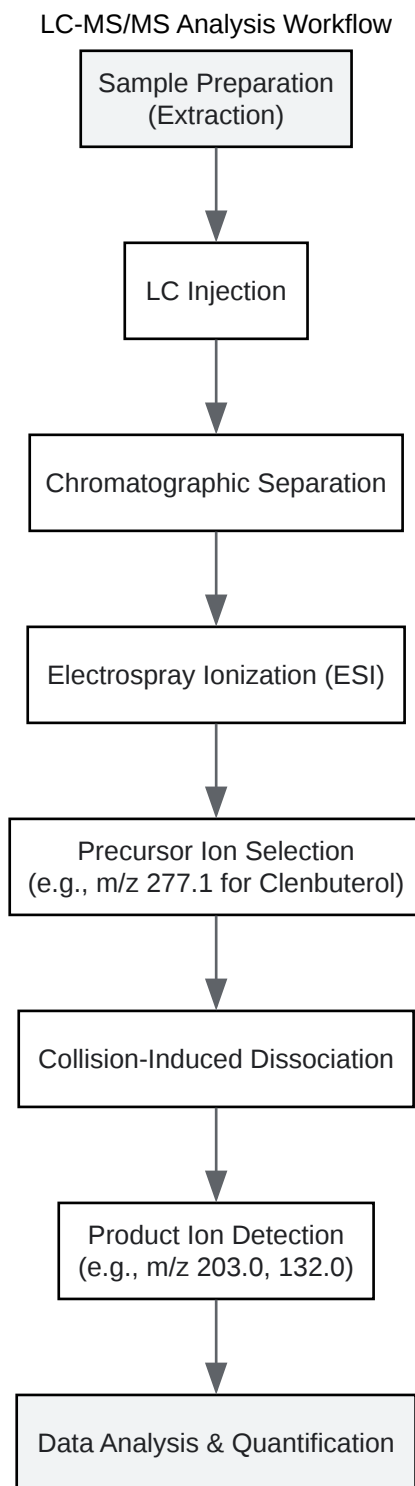 LC-MS/MS Analysis Workflow
Sample Preparation
(Extraction)
LC Injection
Chromatographic Separation
Electrospray Ionization (ESI)
Precursor Ion Selection
(e.g., m/z 277.1 for Clenbuterol)
Collision-Induced Dissociation
Product Ion Detection
(e.g., m/z 203.0, 132.0)
Data Analysis & Quantification